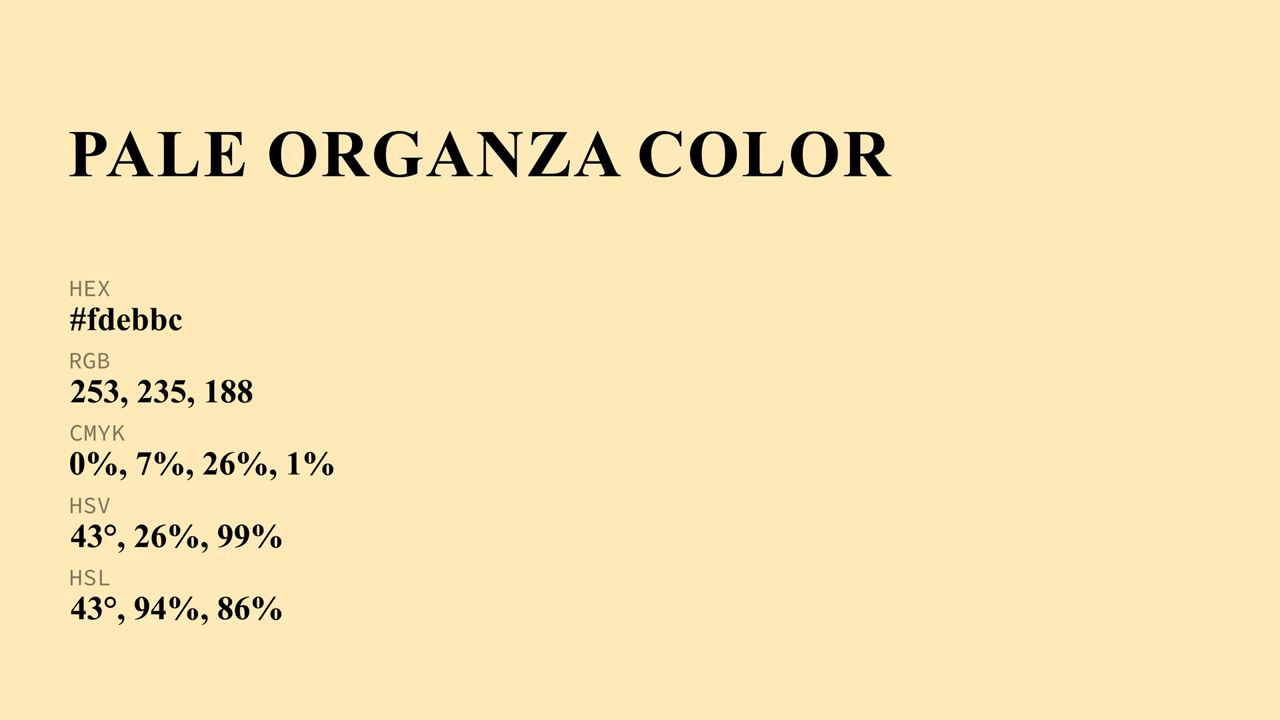 PALE ORGANZA COLOR
HEX
#fdebbc
RGB
253, 235, 188
CMYK
0%, 7%, 26%, 1%
HSV
43°, 26%, 99%
HSL
43°, 94%, 86%